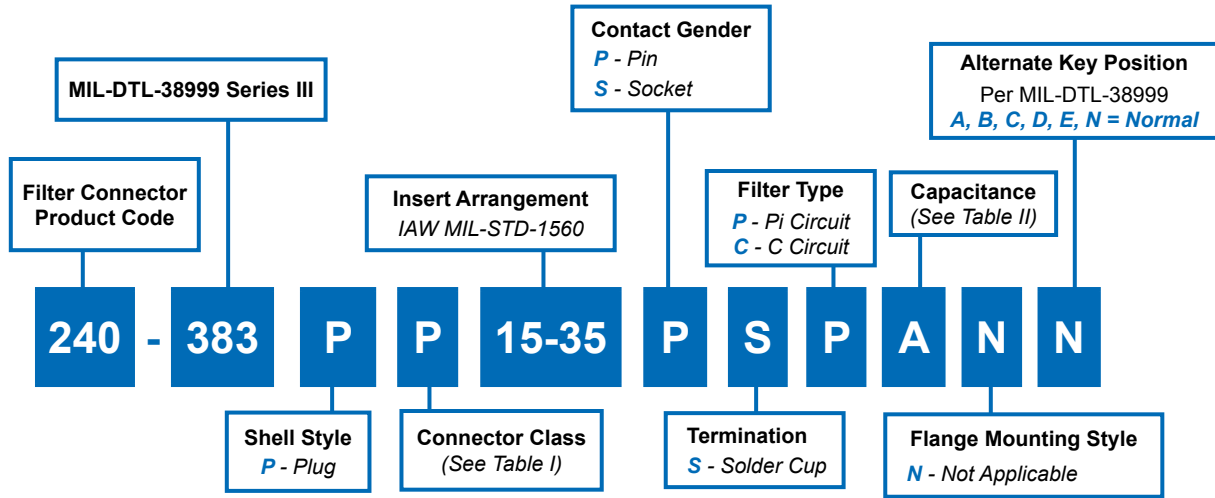 Contact Gender
P - Pin
S - Socket
Alternate Key Position
Per MIL-DTL-38999
A, B, C, D, E, N = Normal
MIL-DTL-38999 Series III
Filter Connector
Product Code
Insert Arrangement
IAW MIL-STD-1560
Filter Type
P - Pi Circuit
C - C Circuit
Capacitance
(See Table II)
240 - 383 P P 15-35 P S P A N N
Shell Style
P - Plug
Connector Class
(See Table I)
Termination
S - Solder Cup
Flange Mounting Style
N - Not Applicable